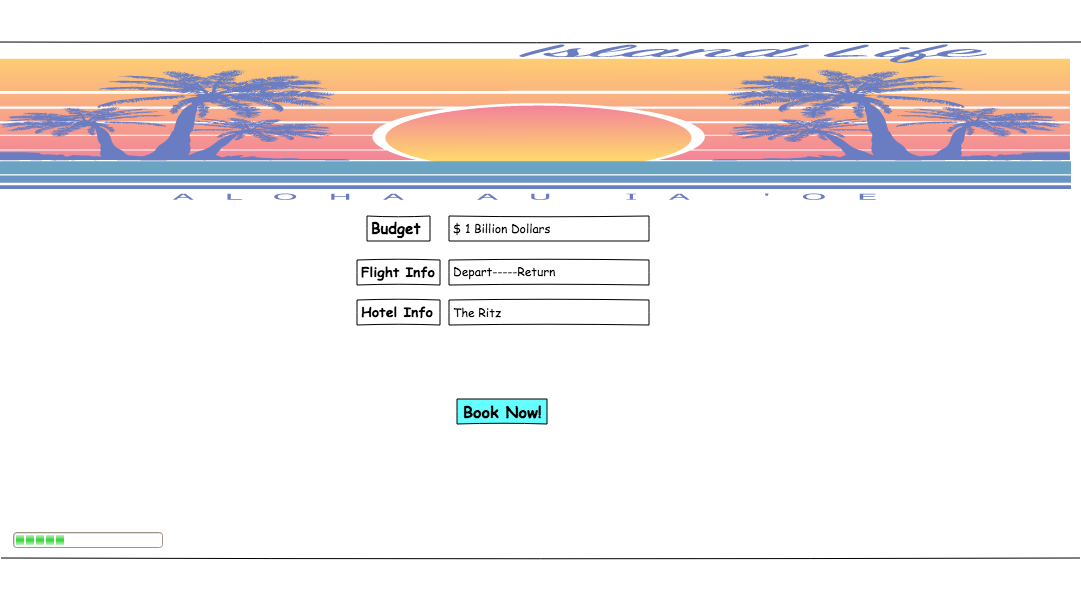 Island Life
ALOHA AU IA 'OE
Budget $ 1 Billion Dollars
Flight Info Depart-----Return
Hotel Info The Ritz
Book Now!